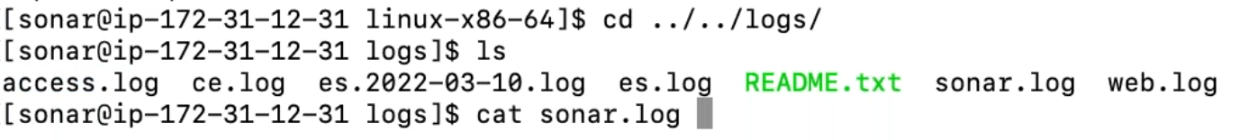 [sonar@ip-172-31-12-31 linux-x86-64]$ cd ../../logs/
[sonar@ip-172-31-12-31 logs]$ ls
access.log  ce.log  es.2022-03-10.log  es.log  README.txt  sonar.log  web.log
[sonar@ip-172-31-12-31 logs]$ cat sonar.log